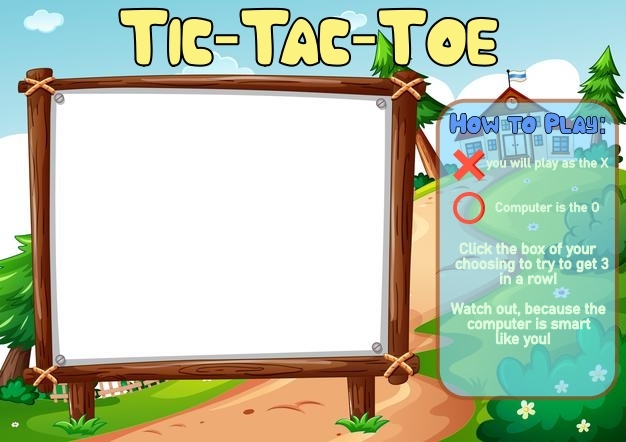 Tic-Tac-Toe
How to Play:
you will play as the X
Computer is the O
Click the box of your
choosing to try to get 3
in a row!
Watch out, because the
computer is smart
like you!